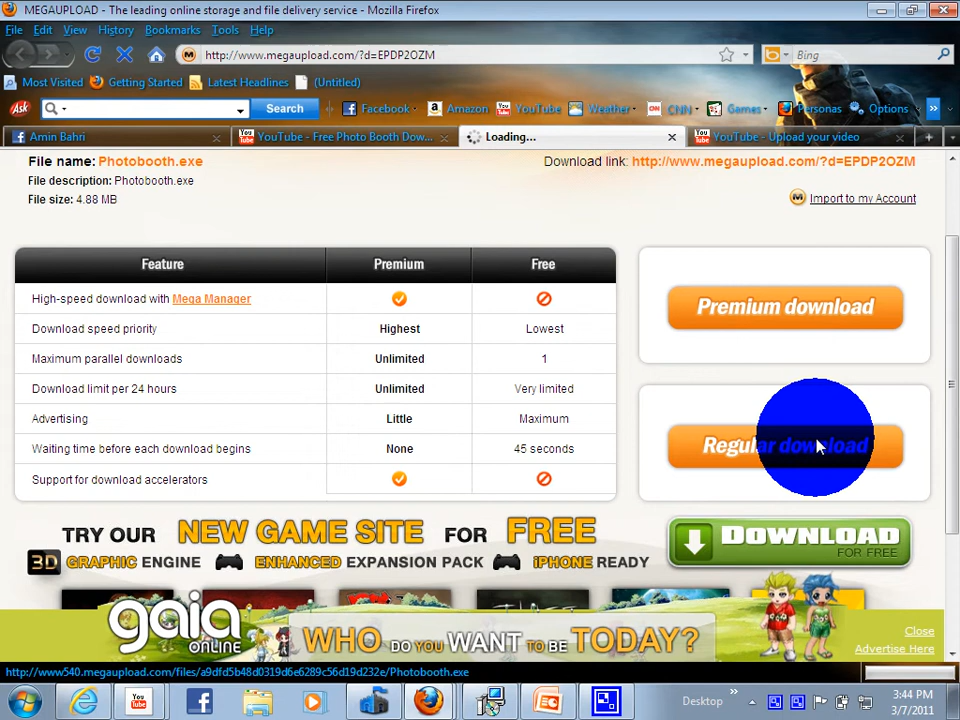 MEGAUPLOAD - The leading online storage and file delivery service - Mozilla Firefox
File Edit View History Bookmarks Tools Help
http://www.megaupload.com/?d=EPDP2OZM
Bing
Most Visited Getting Started Latest Headlines (Untitled)
Ask Search Facebook Amazon YouTube Weather CNN Games Personas Options »
Amin Bahri
YouTube - Free Photo Booth Dow...
Loading...
YouTube - Upload your video
File name: Photobooth.exe
Download link: http://www.megaupload.com/?d=EPDP2OZM
File description: Photobooth.exe
File size: 4.88 MB
Import to my Account
Feature Premium Free
High-speed download with Mega Manager
Download speed priority Highest Lowest
Maximum parallel downloads Unlimited 1
Download limit per 24 hours Unlimited Very limited
Advertising Little Maximum
Waiting time before each download begins None 45 seconds
Support for download accelerators
Premium download
Regular download
TRY OUR NEW GAME SITE FOR FREE
3D GRAPHIC ENGINE ENHANCED EXPANSION PACK iPHONE READY
DOWNLOAD
FOR FREE
gaia
ONLINE
WHO DO YOU WANT TO BE TODAY?
Close
Advertise Here
http://www540.megaupload.com/files/a9dfd5b48d0319d6e6289c56d19d232e/Photobooth.exe
Desktop »
3:44 PM
3/7/2011